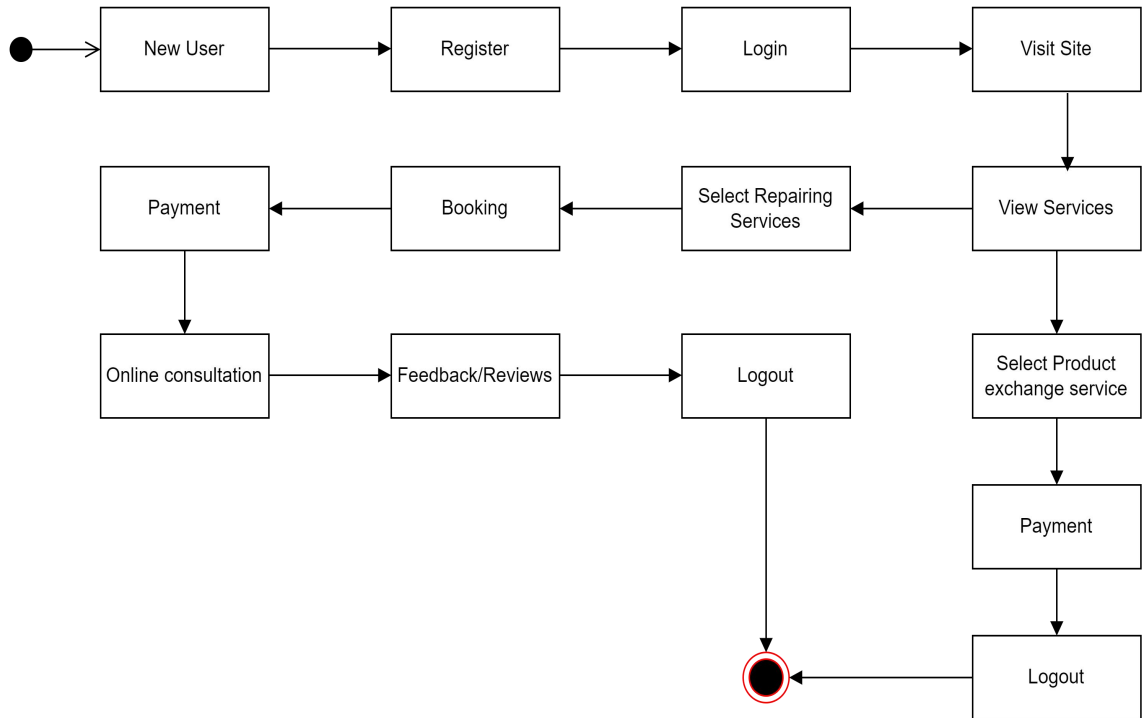 New User
Register
Login
Visit Site
Payment
Booking
Select Repairing
Services
View Services
Online consultation
Feedback/Reviews
Logout
Select Product
exchange service
Payment
Logout